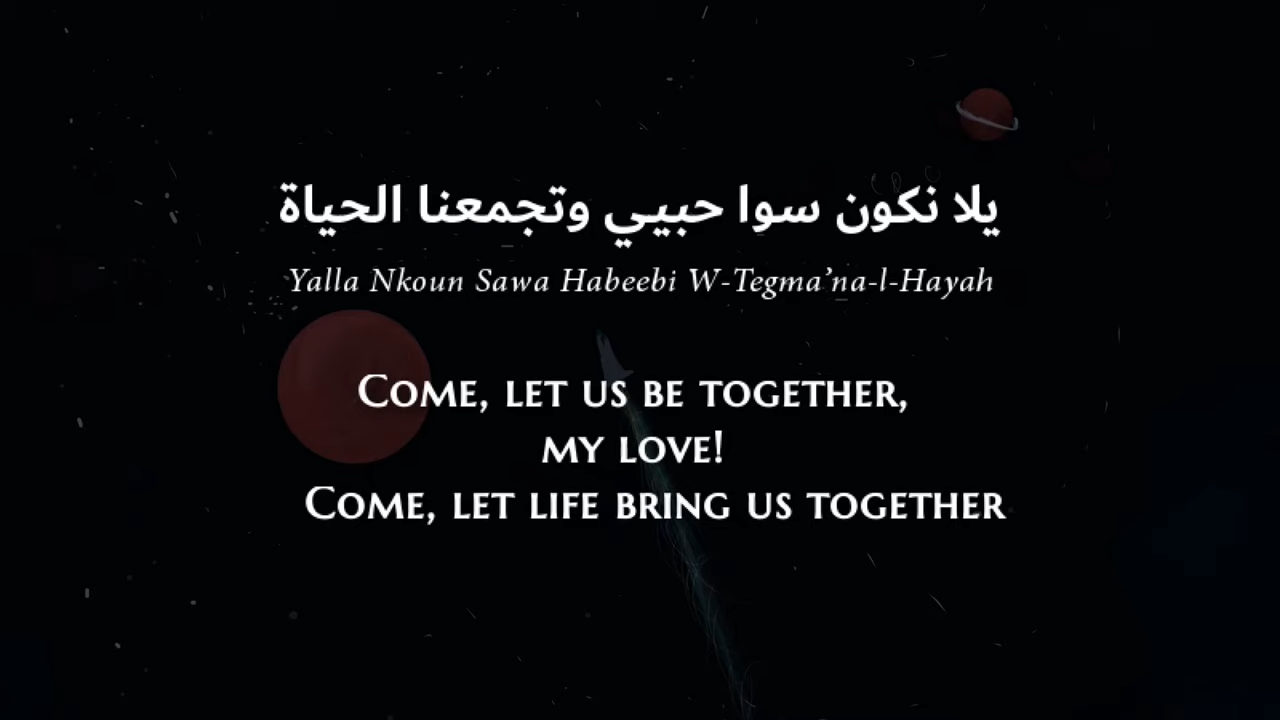 يلا نكون سوا حبيبي وتجمعنا الحياة
Yalla Nkoun Sawa Habeebi W-Tegma’na-l-Hayah
Come, let us be together,
my love!
Come, let life bring us together